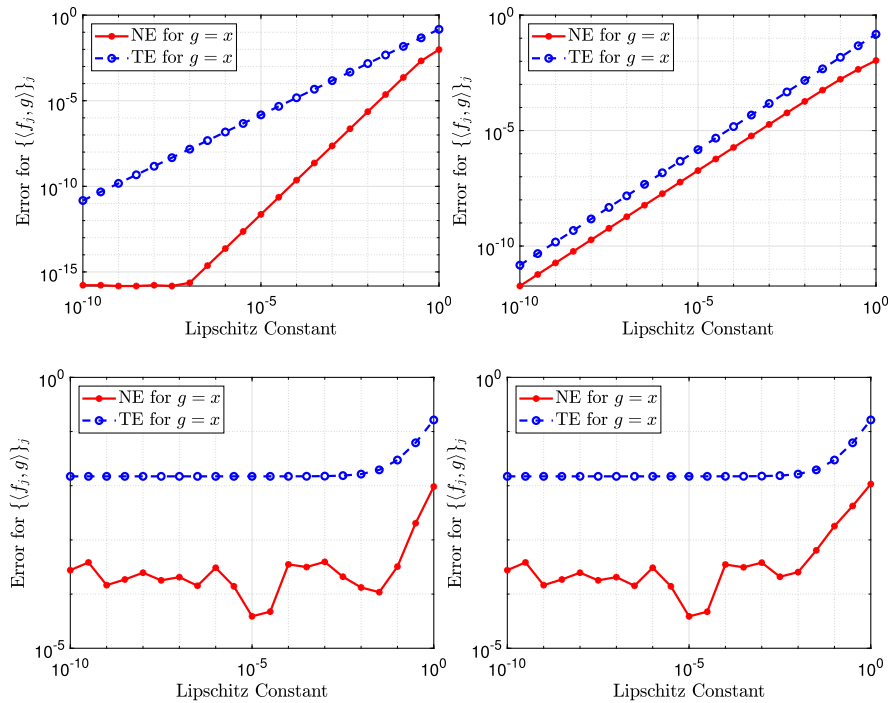 10^0
10^-5
10^-10
10^-15
Error for {⟨f_j, g⟩}_j
NE for g = x
TE for g = x
10^-10
10^-5
10^0
Lipschitz Constant
10^0
10^-5
10^-10
Error for {⟨f_j, g⟩}_j
NE for g = x
TE for g = x
10^-10
10^-5
10^0
Lipschitz Constant
10^0
10^-5
Error for {⟨f_j, g⟩}_j
NE for g = x
TE for g = x
10^-10
10^-5
10^0
Lipschitz Constant
10^0
10^-5
Error for {⟨f_j, g⟩}_j
NE for g = x
TE for g = x
10^-10
10^-5
10^0
Lipschitz Constant